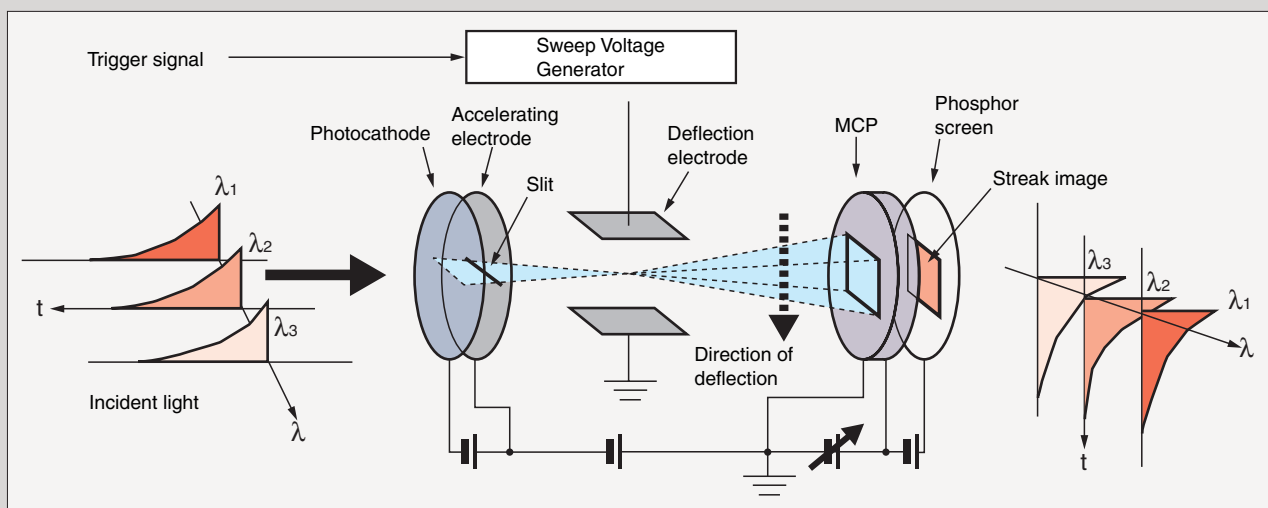 Trigger signal
Sweep Voltage
Generator
Photocathode
Accelerating
electrode
Slit
Deflection
electrode
MCP
Phosphor
screen
Streak image
λ1
λ2
λ3
t
Incident light
λ
Direction of
deflection
λ3
λ2
λ1
λ
t